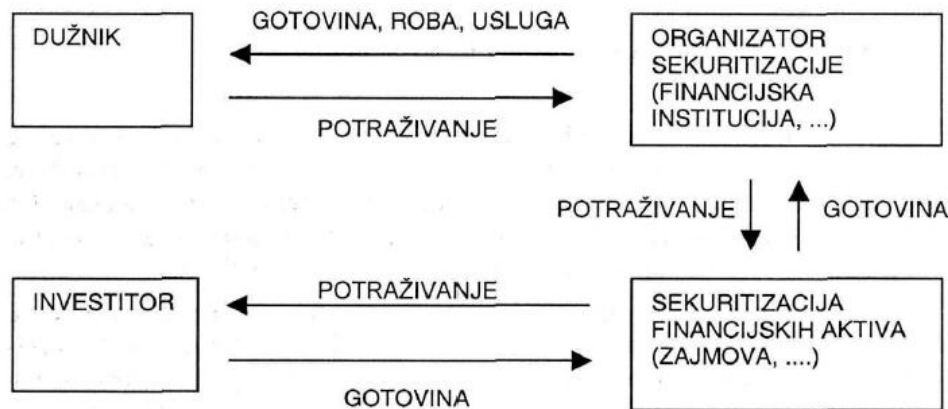 DUŽNIK
GOTOVINA, ROBA, USLUGA
POTRAŽIVANJE
ORGANIZATOR
SEKURITIZACIJE
(FINANCIJSKA
INSTITUCIJA, ...)
POTRAŽIVANJE
GOTOVINA
INVESTITOR
POTRAŽIVANJE
GOTOVINA
SEKURITIZACIJA
FINANCIJSKIH AKTIVA
(ZAJMOVA, ....)